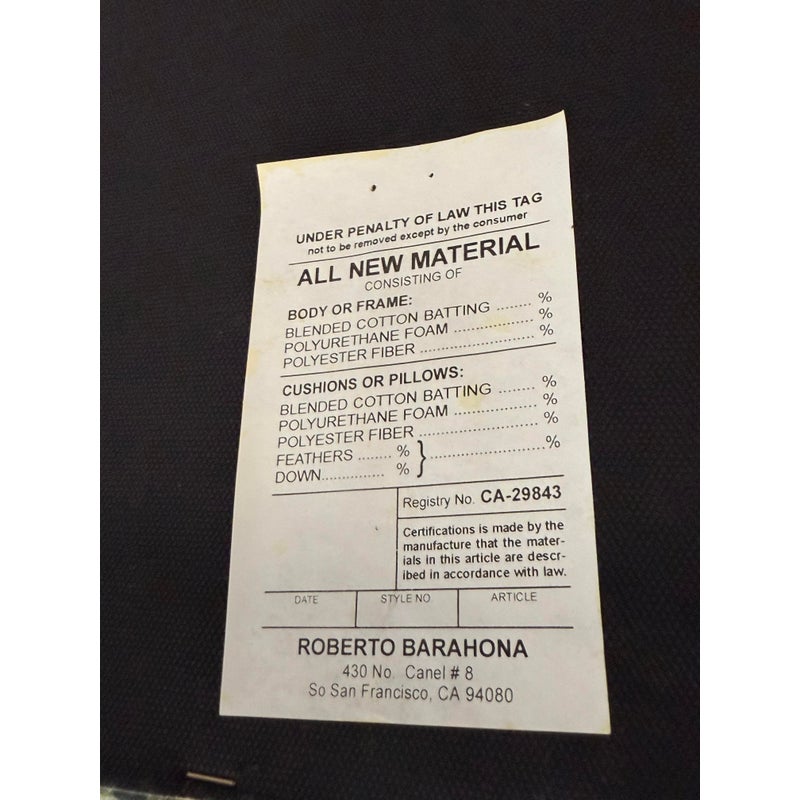 UNDER PENALTY OF LAW THIS TAG
not to be removed except by the consumer
ALL NEW MATERIAL
CONSISTING OF
BODY OR FRAME:
BLENDED COTTON BATTING ........ %
POLYURETHANE FOAM .................. %
POLYESTER FIBER .......................... %
CUSHIONS OR PILLOWS:
BLENDED COTTON BATTING ........ %
POLYURETHANE FOAM .................. %
POLYESTER FIBER .......................... %
FEATHERS ........ %
DOWN............... % } .........................%
Registry No. CA-29843
Certifications is made by the
manufacture that the mater-
ials in this article are descr-
ibed in accordance with law.
DATE STYLE NO ARTICLE
ROBERTO BARAHONA
430 No. Canel # 8
So San Francisco, CA 94080